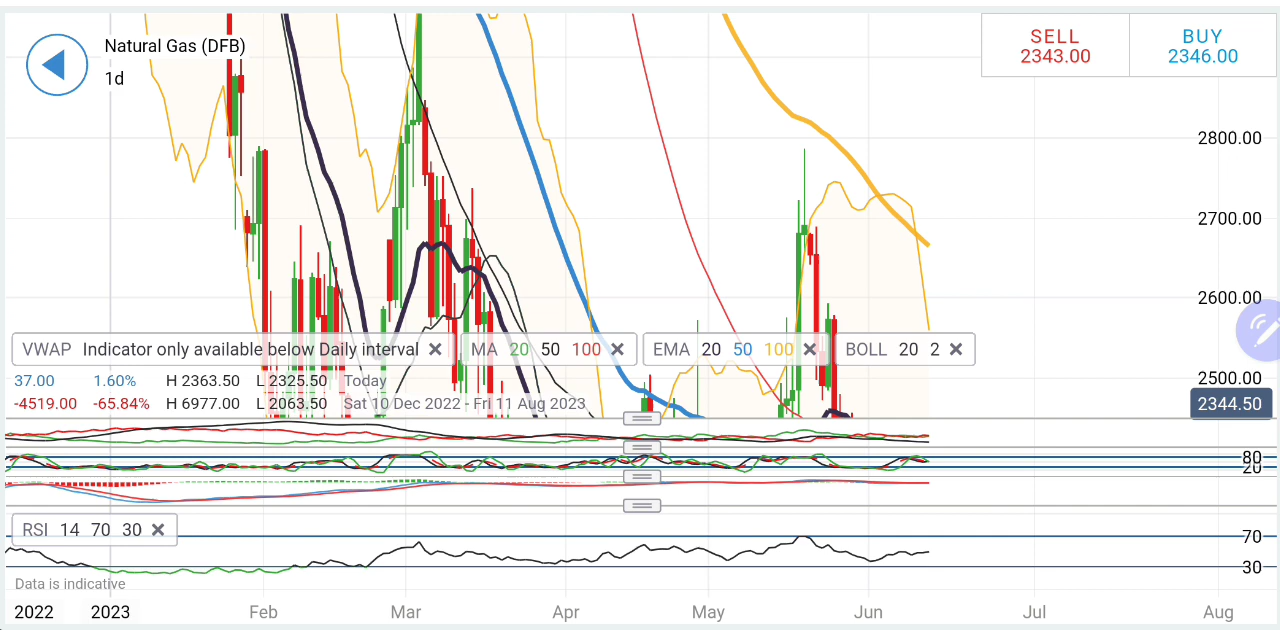 Natural Gas (DFB)
1d
SELL
2343.00
BUY
2346.00
2800.00
2700.00
2600.00
VWAP Indicator only available below Daily interval
MA 20 50 100
EMA 20 50 100
BOLL 20 2
37.00 1.60% H 2363.50 L 2325.50 Today
2500.00
-4519.00 -65.84% H 6977.00 L 2063.50 Sat 10 Dec 2022 - Fri 11 Aug 2023
2344.50
80
20
RSI 14 70 30
70
30
Data is indicative
2022 2023 Feb Mar Apr May Jun Jul Aug